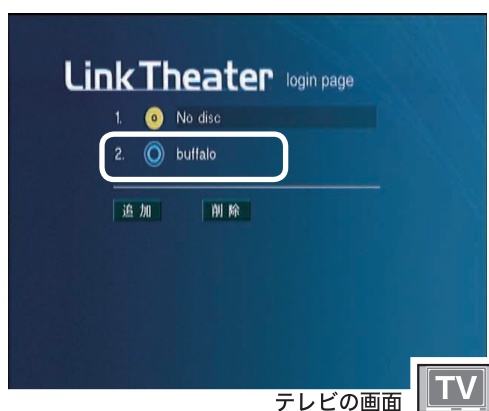 LinkTheater login page
1. No disc
2. buffalo
追加 削除
テレビの画面 TV